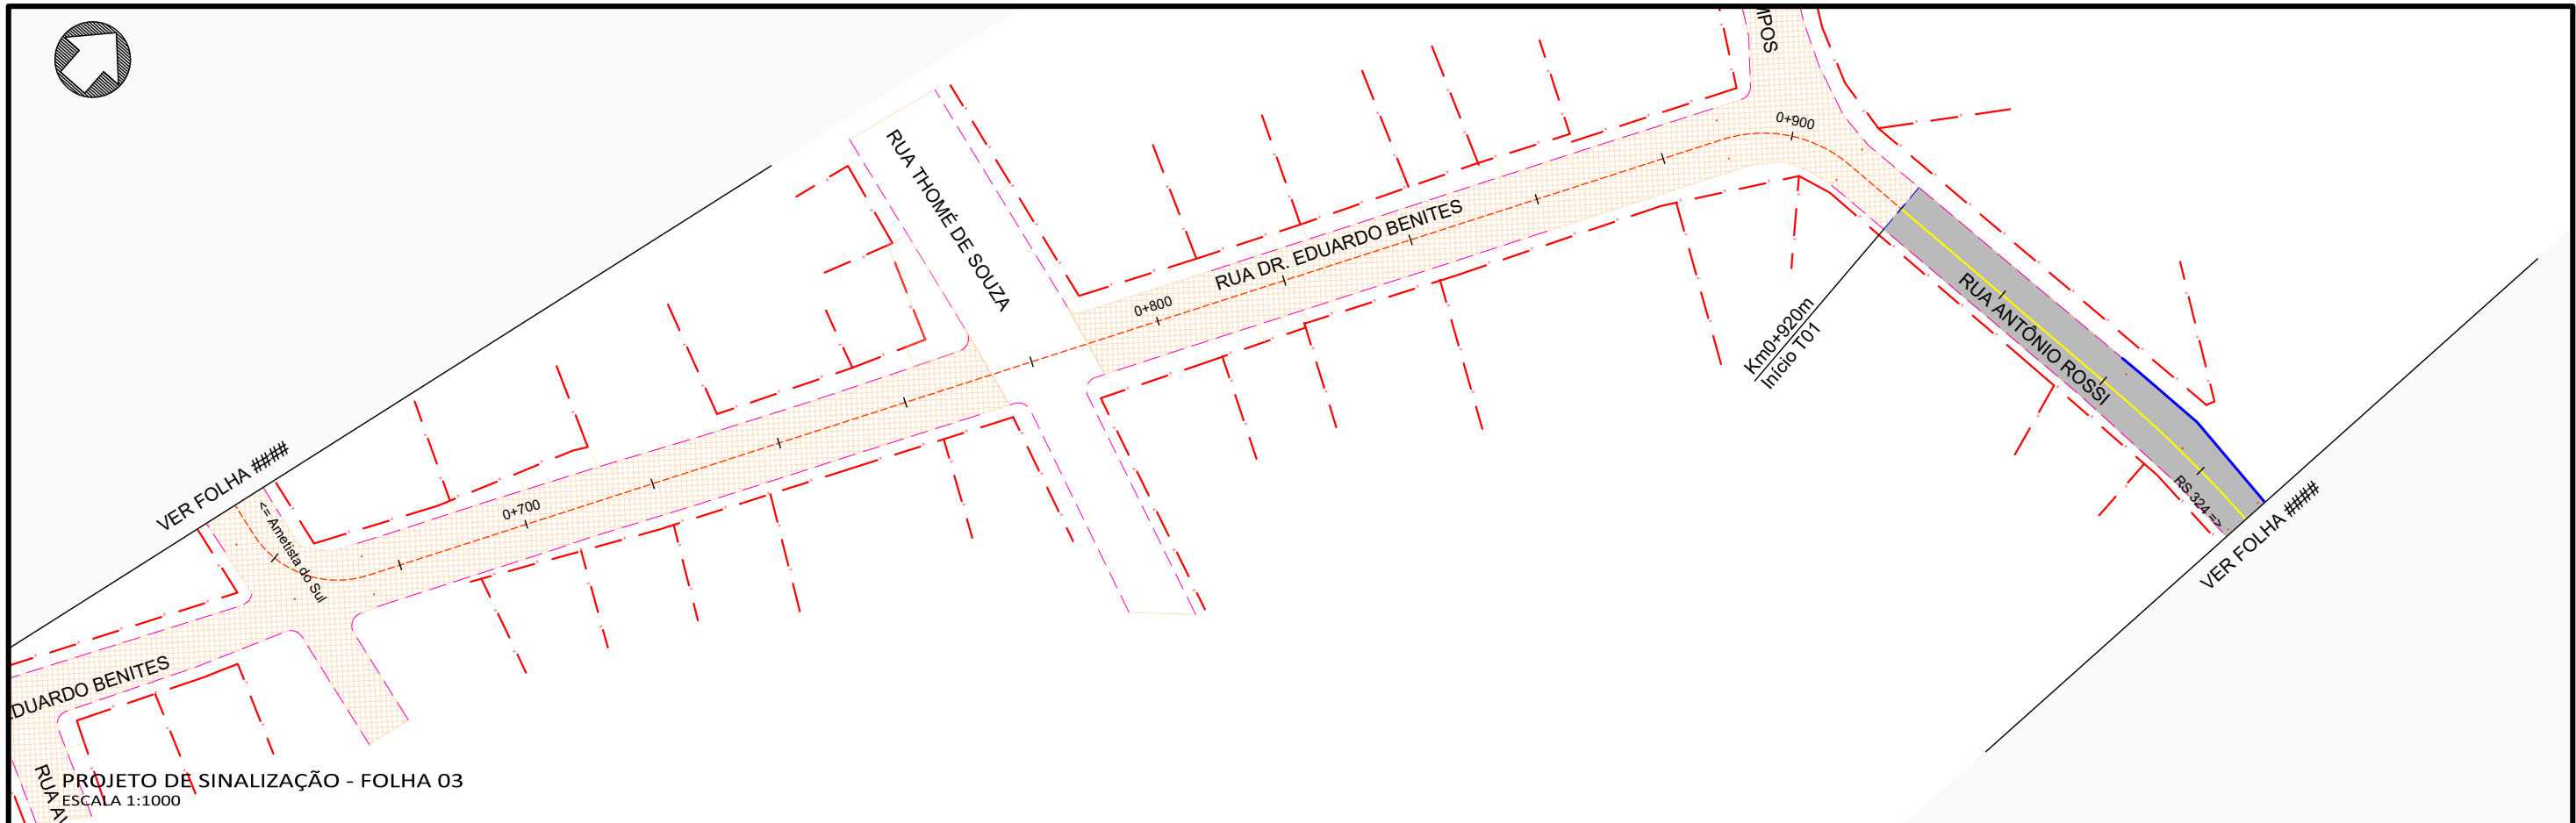 MPOS
0+900
RUA THOMÉ DE SOUZA
RUA DR. EDUARDO BENITES
0+800
Km0+920m
Início T01
RUA ANTÔNIO ROSSI
VER FOLHA ####
<= Ametista do Sul
0+700
RS 324 =>
VER FOLHA ####
EDUARDO BENITES
RUA
PROJETO DE SINALIZAÇÃO - FOLHA 03
ESCALA 1:1000